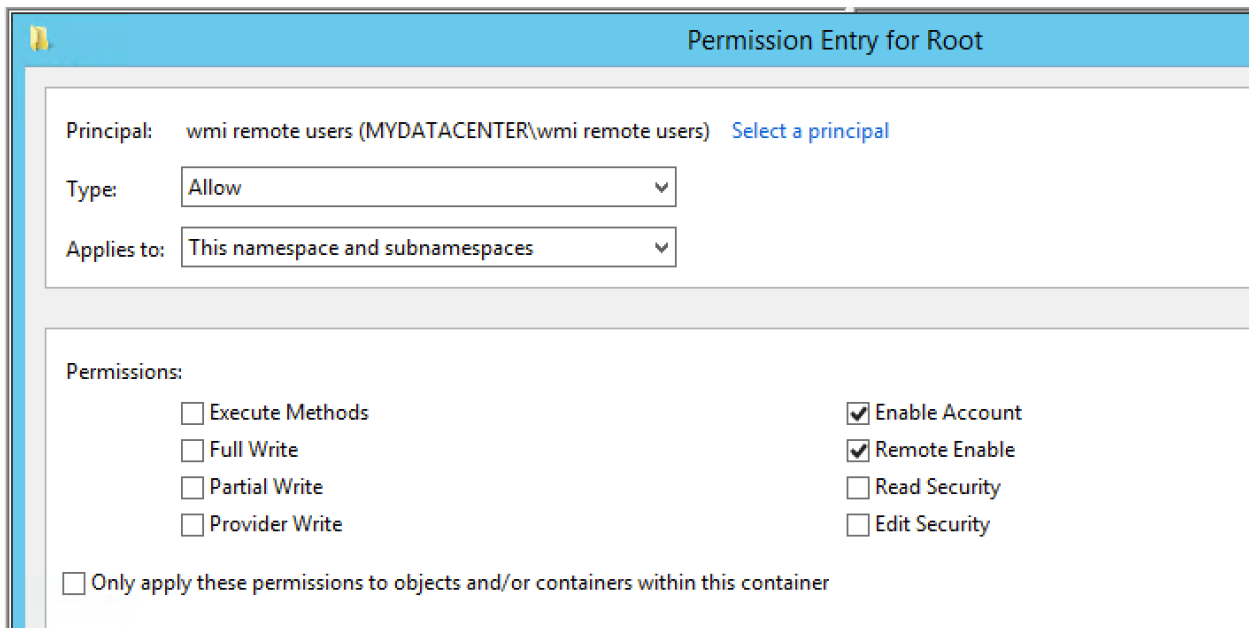 Permission Entry for Root
Principal: wmi remote users (MYDATACENTER\wmi remote users) Select a principal
Type: Allow
Applies to: This namespace and subnamespaces
Permissions:
Execute Methods Enable Account
Full Write Remote Enable
Partial Write Read Security
Provider Write Edit Security
Only apply these permissions to objects and/or containers within this container